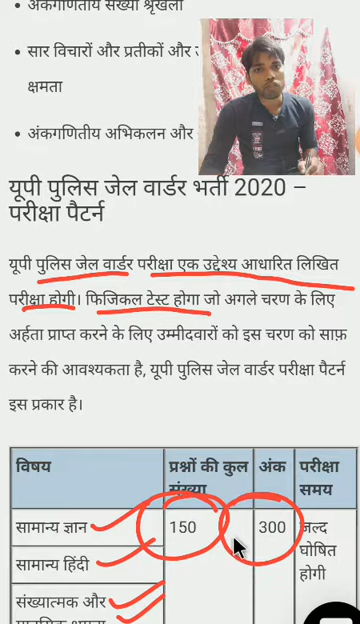 अंकगणितीय संख्या श्रृंखला
सार विचारों और प्रतीकों और
क्षमता
अंकगणितीय अभिकलन और
यूपी पुलिस जेल वार्डर भर्ती 2020 –
परीक्षा पैटर्न
यूपी पुलिस जेल वार्डर परीक्षा एक उद्देश्य आधारित लिखित
परीक्षा होगी। फिजिकल टेस्ट होगा जो अगले चरण के लिए
अर्हता प्राप्त करने के लिए उम्मीदवारों को इस चरण को साफ़
करने की आवश्यकता है, यूपी पुलिस जेल वार्डर परीक्षा पैटर्न
इस प्रकार है।
विषय प्रश्नों की कुल संख्या अंक परीक्षा समय
सामान्य ज्ञान 150 300 जल्द घोषित होगी
सामान्य हिंदी
संख्यात्मक और
मानसिक क्षमता